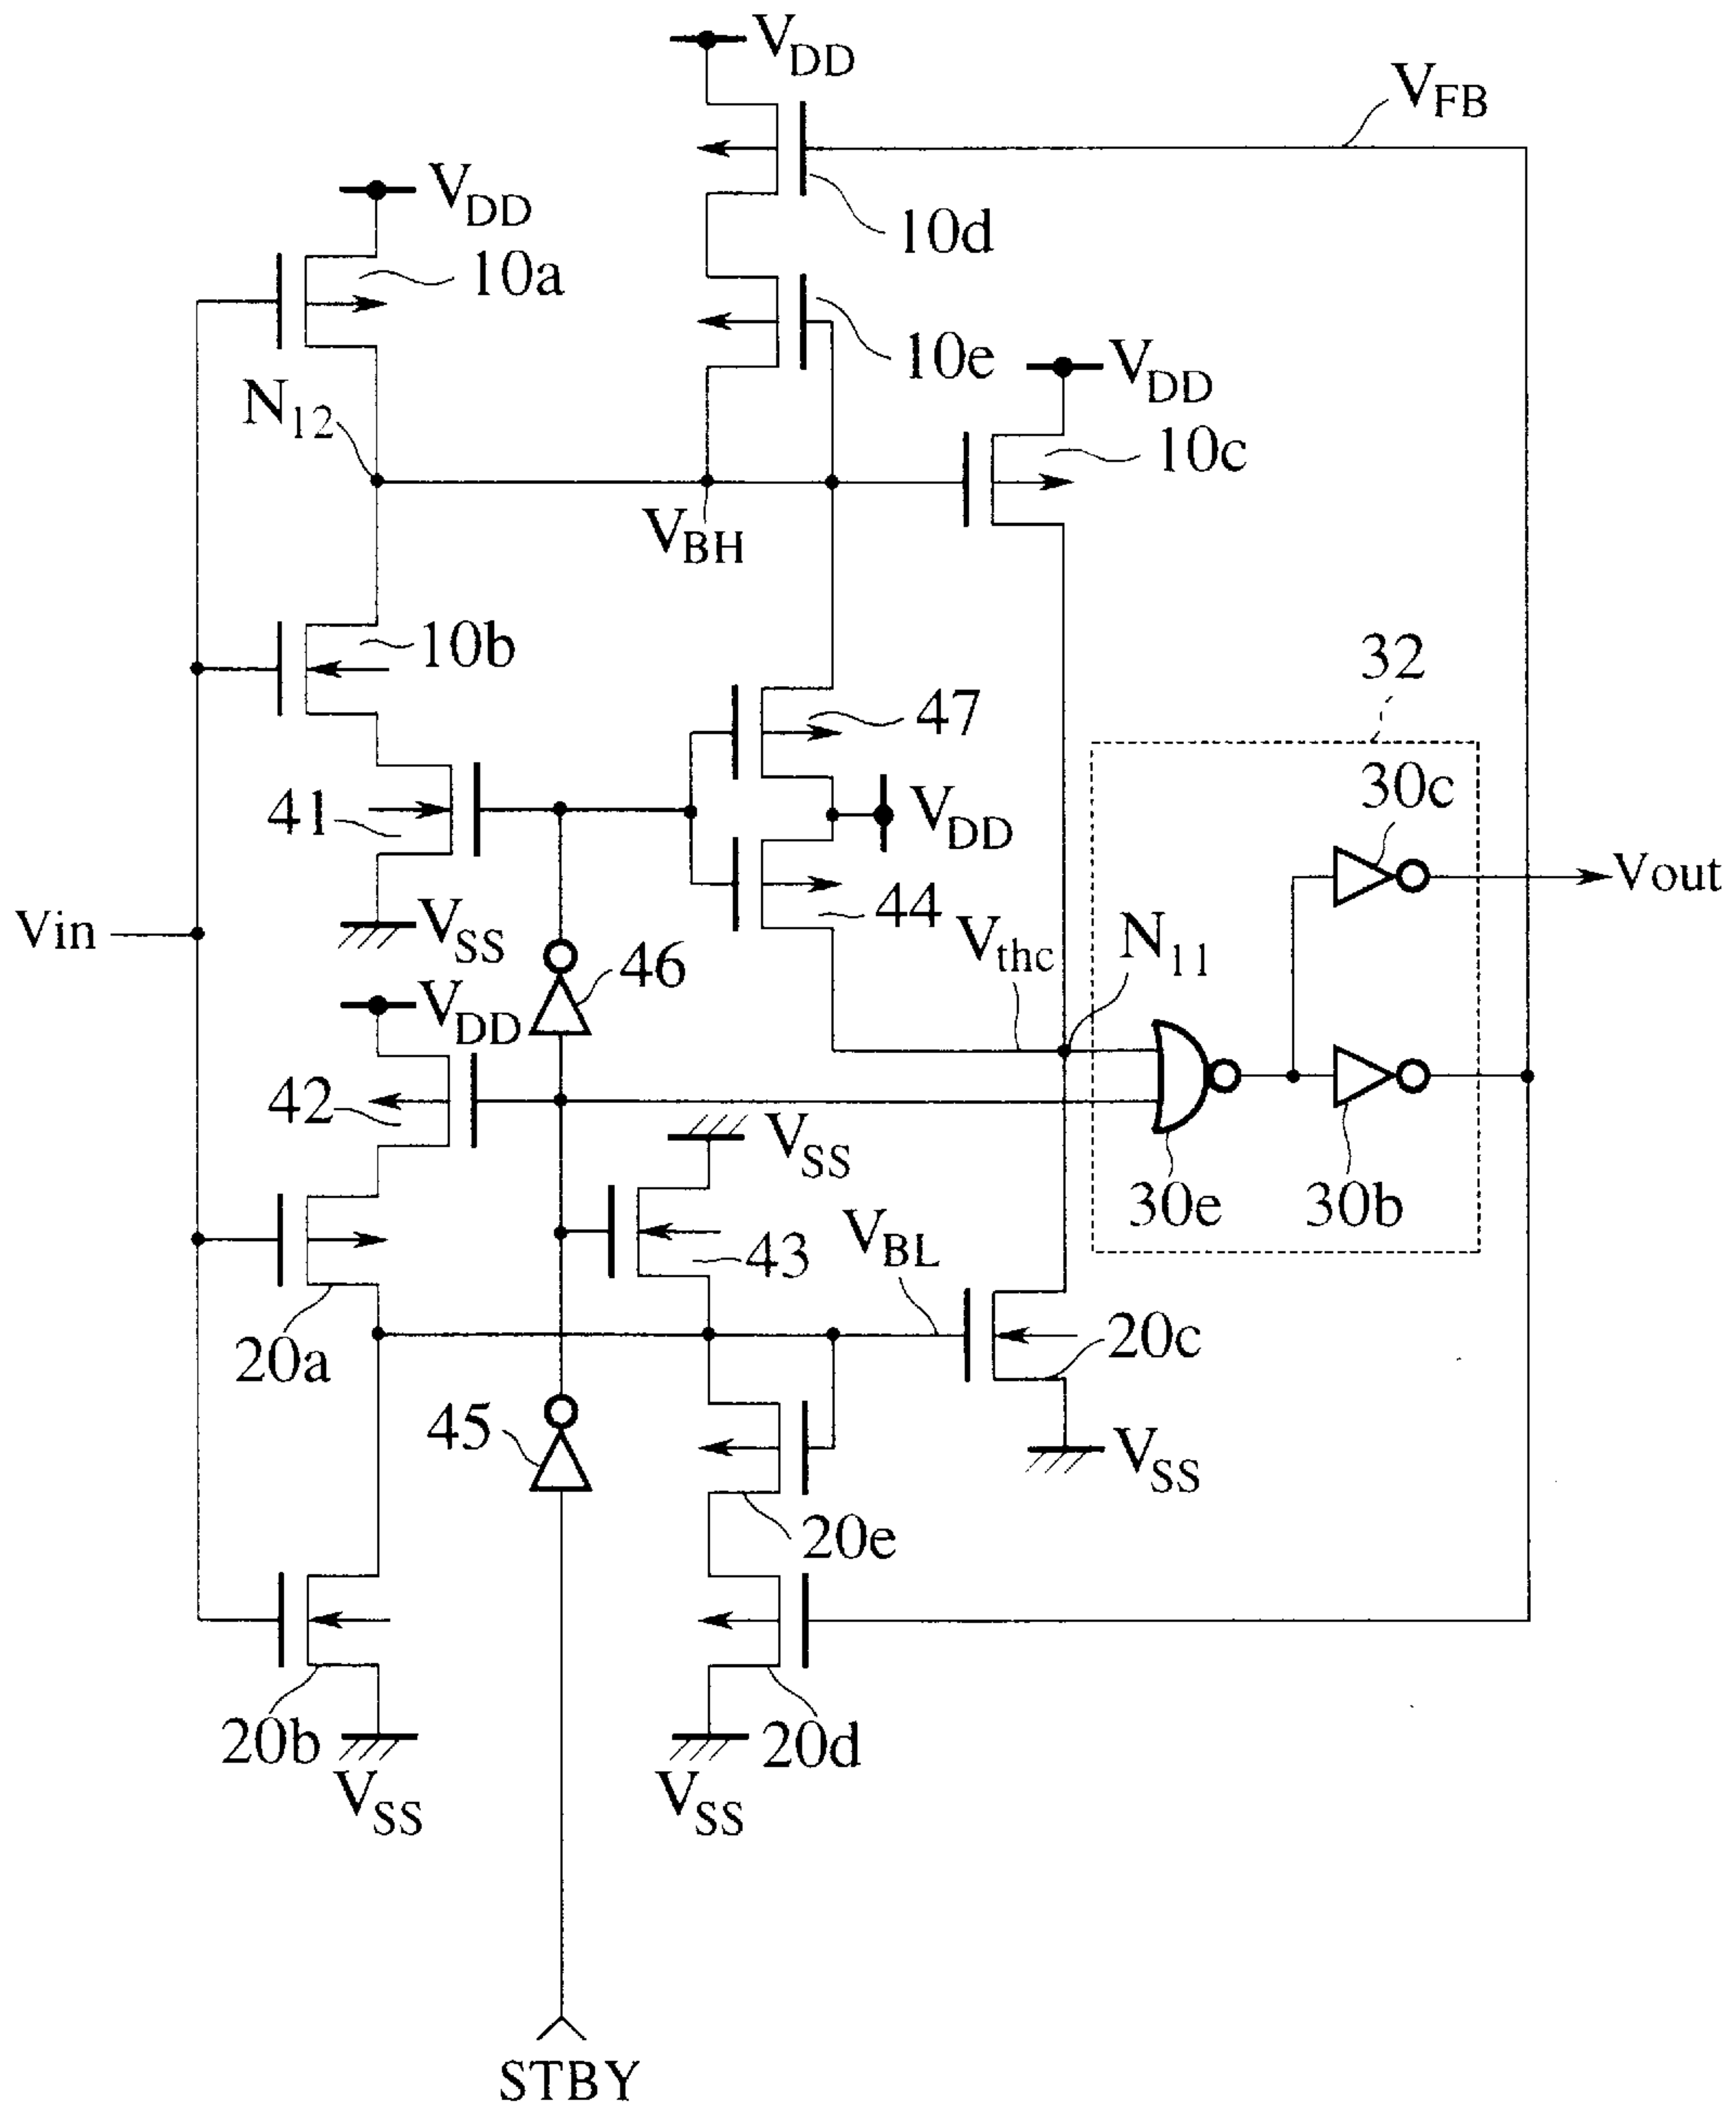 VDD
VFB
VDD
10d
10a
10e
VDD
N12
10c
VBH
10b
32
47
30c
41
VDD
Vout
44
VSS
Vthc
N11
Vin
46
VDD
42
VSS
30e
30b
43
VBL
20a
20c
45
VSS
20e
20b
20d
VSS
VSS
STBY